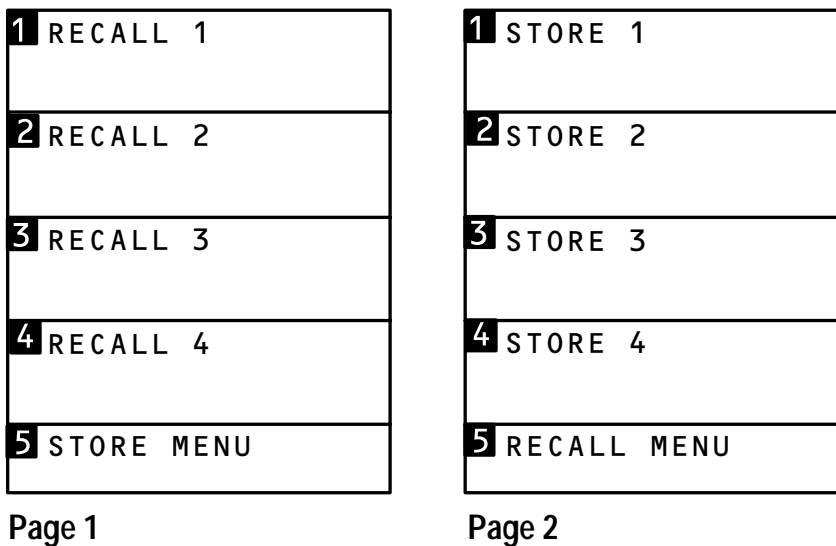 1 RECALL 1
2 RECALL 2
3 RECALL 3
4 RECALL 4
5 STORE MENU
Page 1
1 STORE 1
2 STORE 2
3 STORE 3
4 STORE 4
5 RECALL MENU
Page 2